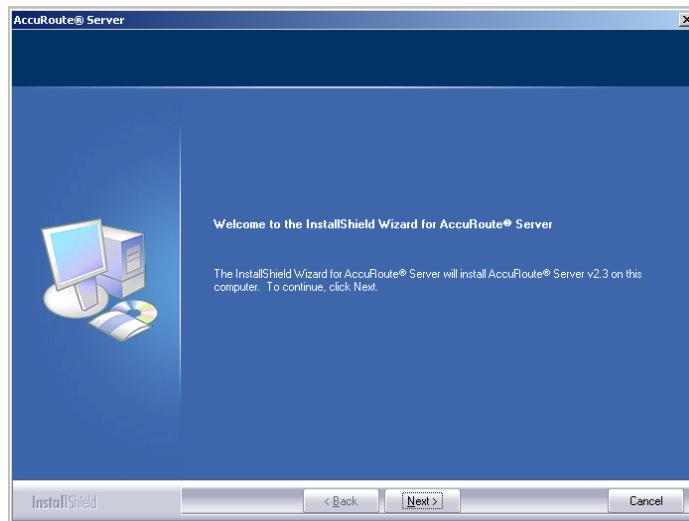 AccuRoute® Server
Welcome to the InstallShield Wizard for AccuRoute® Server
The InstallShield Wizard for AccuRoute® Server will install AccuRoute® Server v2.3 on this
computer. To continue, click Next.
InstallShield
< Back
Next >
Cancel